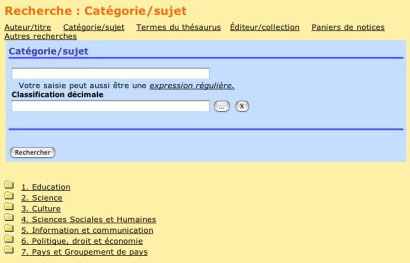 Recherche : Catégorie/sujet
Auteur/titre Catégorie/sujet Termes du thésaurus Éditeur/collection Paniers de notices
Autres recherches
Catégorie/sujet
Votre saisie peut aussi être une expression régulière.
Classification décimale
... X
Rechercher
1. Education
2. Science
3. Culture
4. Sciences Sociales et Humaines
5. Information et communication
6. Politique, droit et économie
7. Pays et Groupement de pays